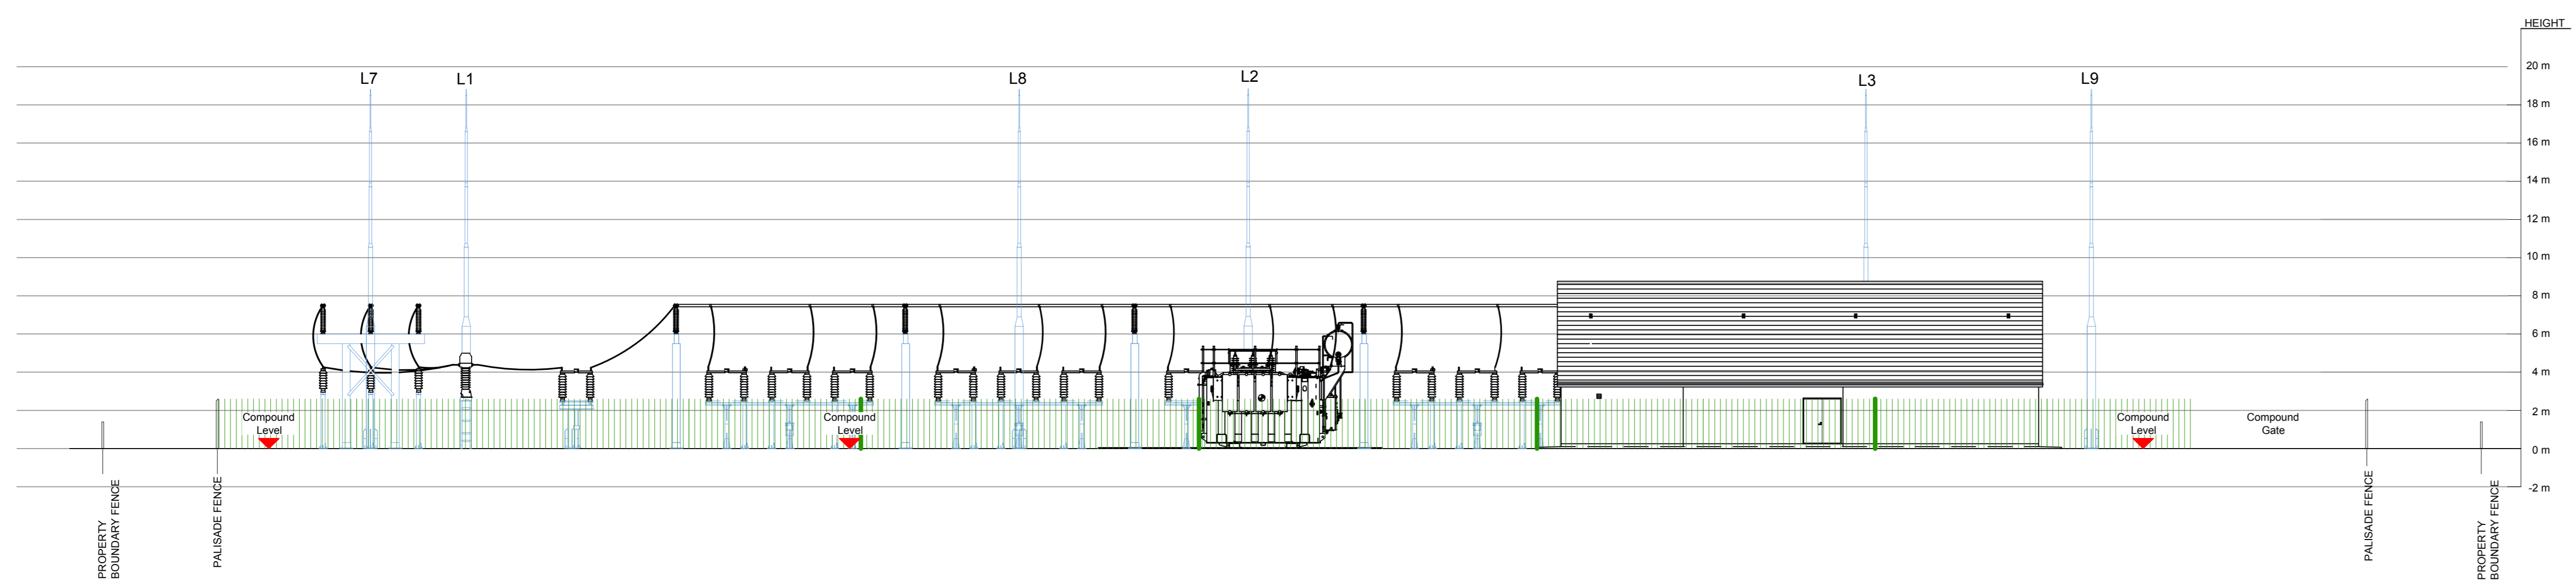 HEIGHT
20 m
L7
L1
L8
L2
L3
L9
18 m
16 m
14 m
12 m
10 m
8 m
6 m
4 m
2 m
Compound
Level
Compound
Level
Compound
Level
Compound
Gate
0 m
-2 m
PROPERTY
BOUNDARY FENCE
PALISADE FENCE
PALISADE FENCE
PROPERTY
BOUNDARY FENCE